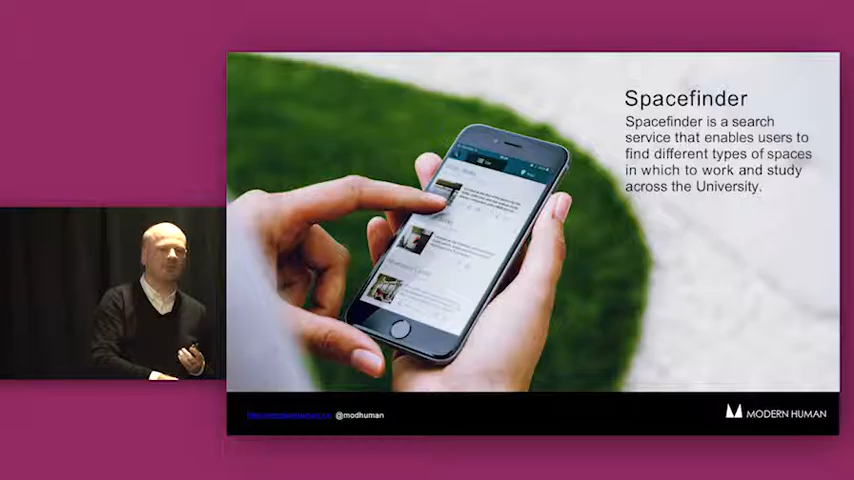 Spacefinder
Spacefinder is a search
service that enables users to
find different types of spaces
in which to work and study
across the University.
@modhuman
MODERN HUMAN